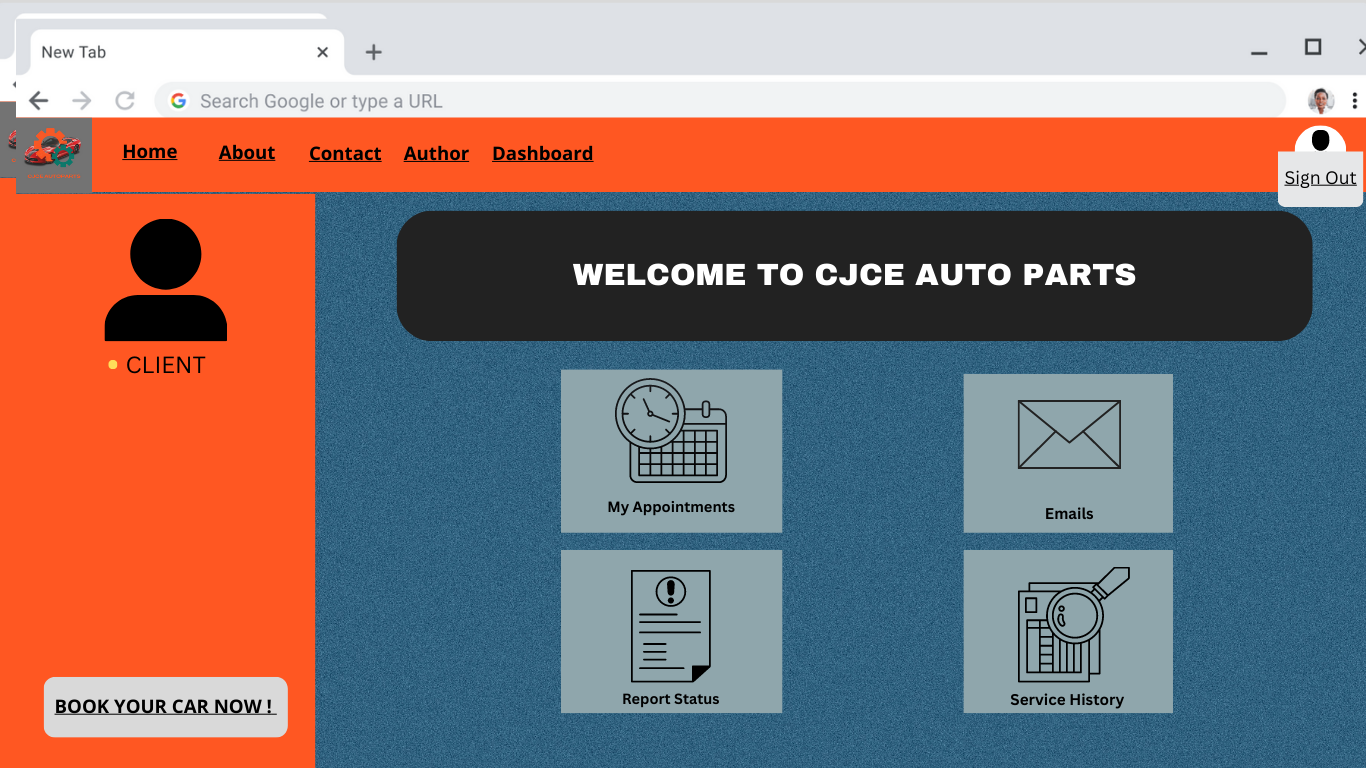 New Tab
Search Google or type a URL
Home About Contact Author Dashboard
Sign Out
WELCOME TO CJCE AUTO PARTS
CLIENT
My Appointments
Emails
Report Status
Service History
BOOK YOUR CAR NOW !